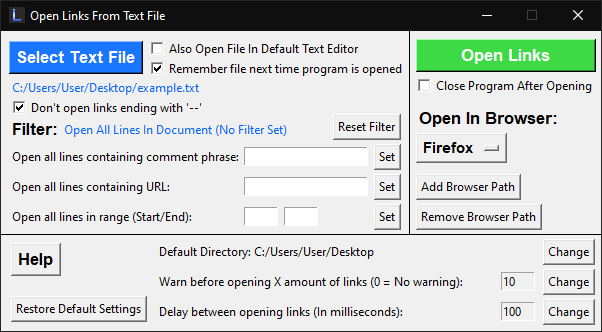 Open Links From Text File
Select Text File
Also Open File In Default Text Editor
Remember file next time program is opened
C:/Users/User/Desktop/example.txt
Don't open links ending with '--'
Filter: Open All Lines In Document (No Filter Set)
Reset Filter
Open all lines containing comment phrase:
Set
Open all lines containing URL:
Set
Open all lines in range (Start/End):
Set
Open Links
Close Program After Opening
Open In Browser:
Firefox
Add Browser Path
Remove Browser Path
Help
Restore Default Settings
Default Directory: C:/Users/User/Desktop
Change
Warn before opening X amount of links (0 = No warning):
10
Change
Delay between opening links (In milliseconds):
100
Change